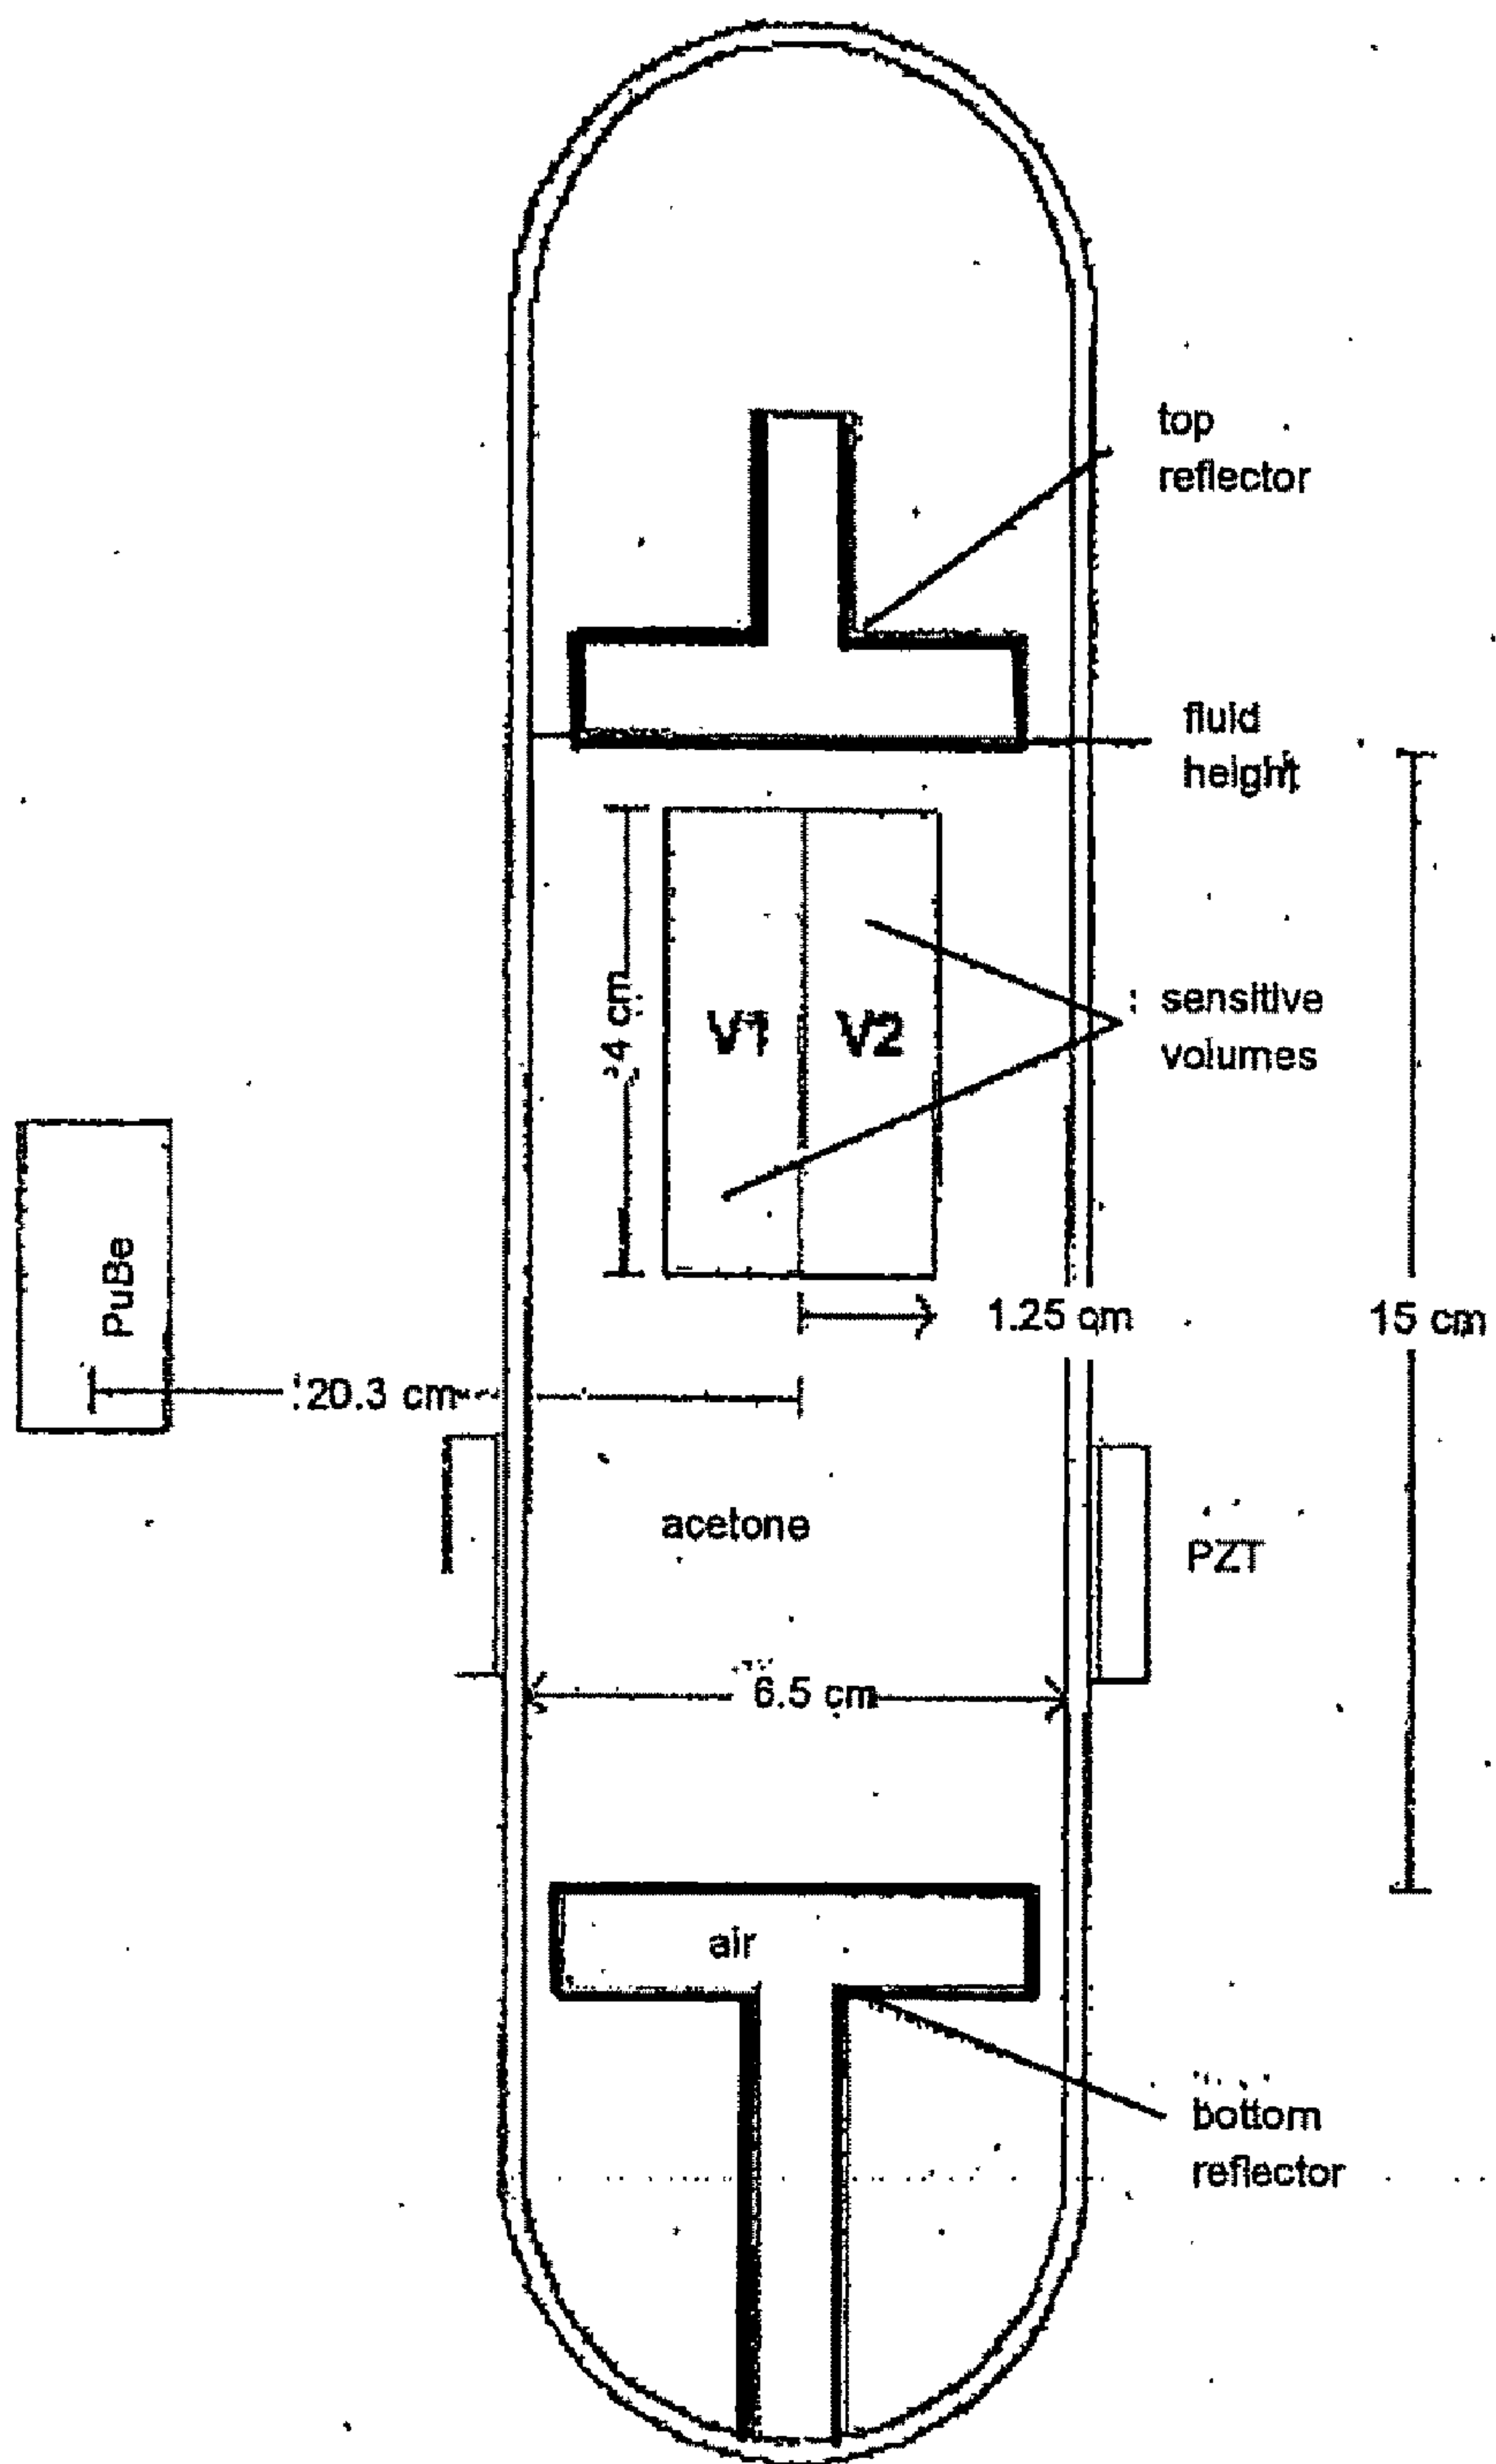 top
reflector
fluid
height
4 cm
V1
V2
sensitive
volumes
PuBe
1.25 cm
15 cm
20.3 cm
acetone
PZT
6.5 cm
air
bottom
reflector